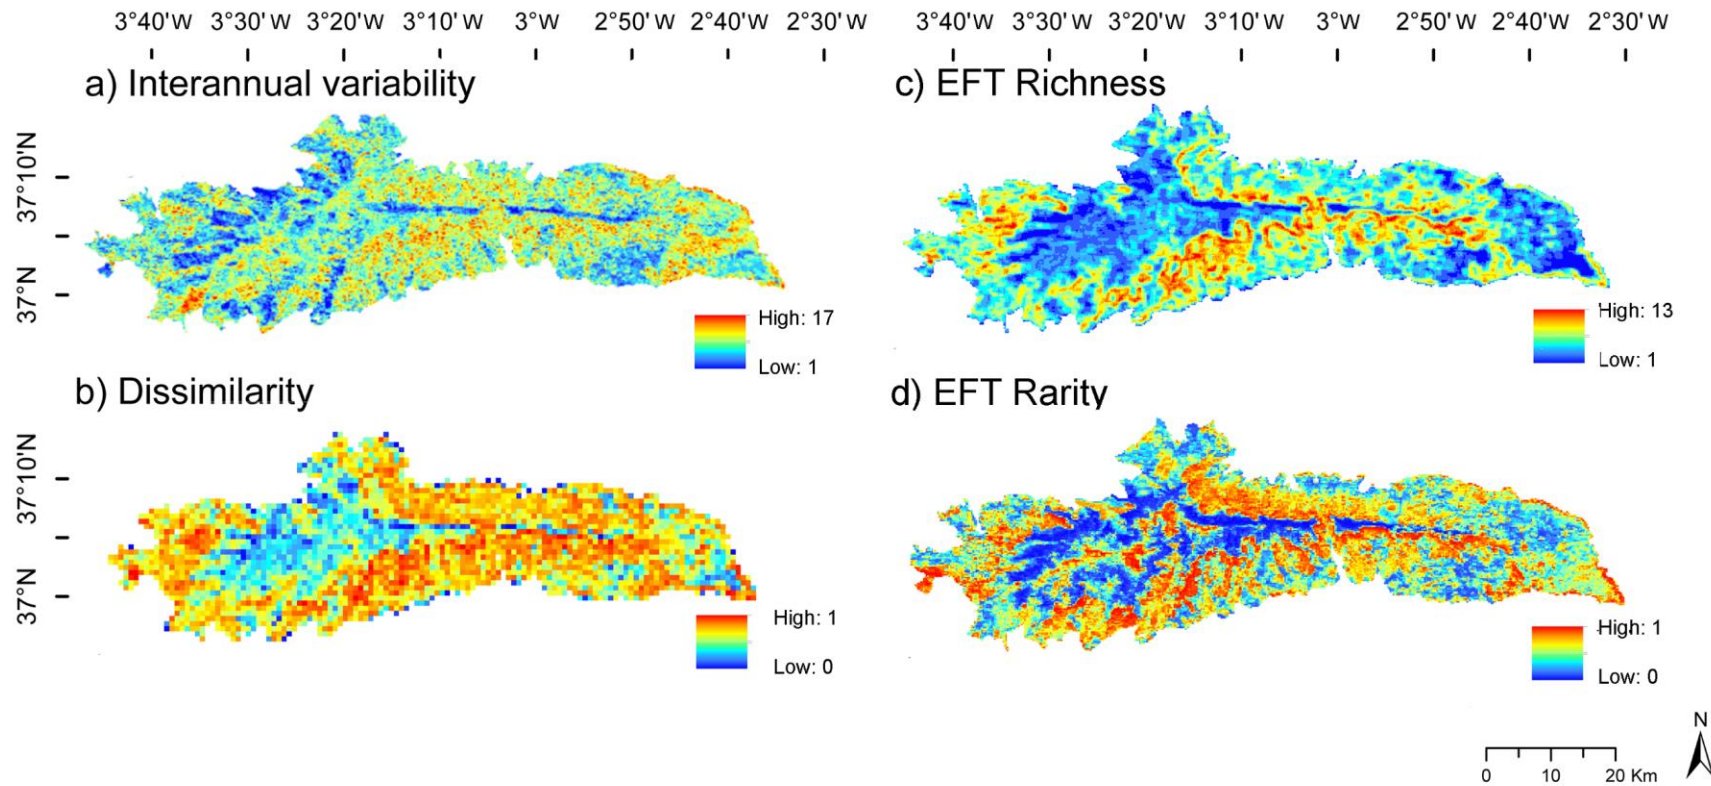 3°40'W 3°30'W 3°20'W 3°10'W 3°W 2°50'W 2°40'W 2°30'W
3°40'W 3°30'W 3°20'W 3°10'W 3°W 2°50'W 2°40'W 2°30'W
a) Interannual variability
37°10'N
37°N
High: 17
Low: 1
c) EFT Richness
High: 13
Low: 1
b) Dissimilarity
37°10'N
37°N
High: 1
Low: 0
d) EFT Rarity
High: 1
Low: 0
N
0 10 20 Km